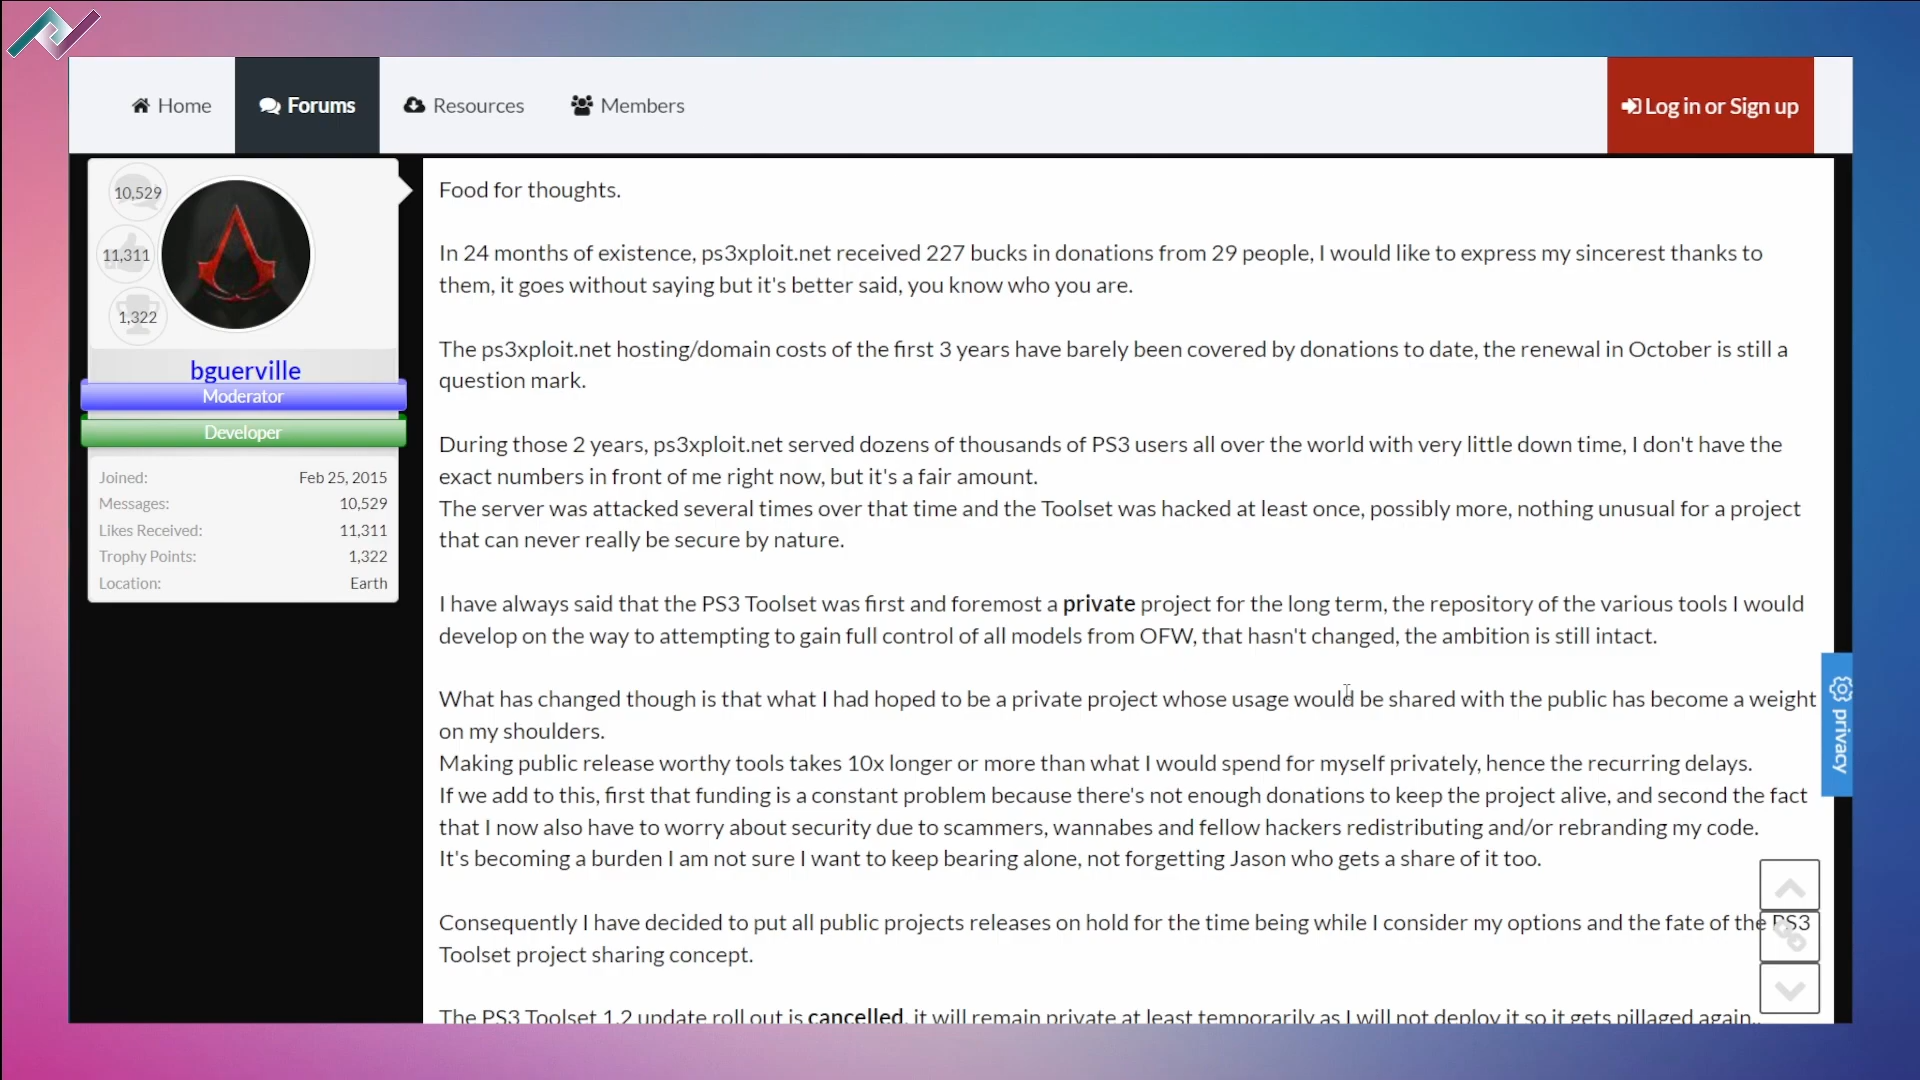 Home Forums Resources Members Log in or Sign up
10,529
11,311
1,322
bguerville
Moderator
Developer
Joined: Feb 25, 2015
Messages: 10,529
Likes Received: 11,311
Trophy Points: 1,322
Location: Earth
Food for thoughts.
In 24 months of existence, ps3xploit.net received 227 bucks in donations from 29 people, I would like to express my sincerest thanks to
them, it goes without saying but it's better said, you know who you are.
The ps3xploit.net hosting/domain costs of the first 3 years have barely been covered by donations to date, the renewal in October is still a
question mark.
During those 2 years, ps3xploit.net served dozens of thousands of PS3 users all over the world with very little down time, I don't have the
exact numbers in front of me right now, but it's a fair amount.
The server was attacked several times over that time and the Toolset was hacked at least once, possibly more, nothing unusual for a project
that can never really be secure by nature.
I have always said that the PS3 Toolset was first and foremost a private project for the long term, the repository of the various tools I would
develop on the way to attempting to gain full control of all models from OFW, that hasn't changed, the ambition is still intact.
What has changed though is that what I had hoped to be a private project whose usage would be shared with the public has become a weight
on my shoulders.
Making public release worthy tools takes 10x longer or more than what I would spend for myself privately, hence the recurring delays.
If we add to this, first that funding is a constant problem because there's not enough donations to keep the project alive, and second the fact
that I now also have to worry about security due to scammers, wannabes and fellow hackers redistributing and/or rebranding my code.
It's becoming a burden I am not sure I want to keep bearing alone, not forgetting Jason who gets a share of it too.
Consequently I have decided to put all public projects releases on hold for the time being while I consider my options and the fate of the PS3
Toolset project sharing concept.
The PS3 Toolset 1.2 update roll out is cancelled, it will remain private at least temporarily as I will not deploy it so it gets pillaged again..
privacy